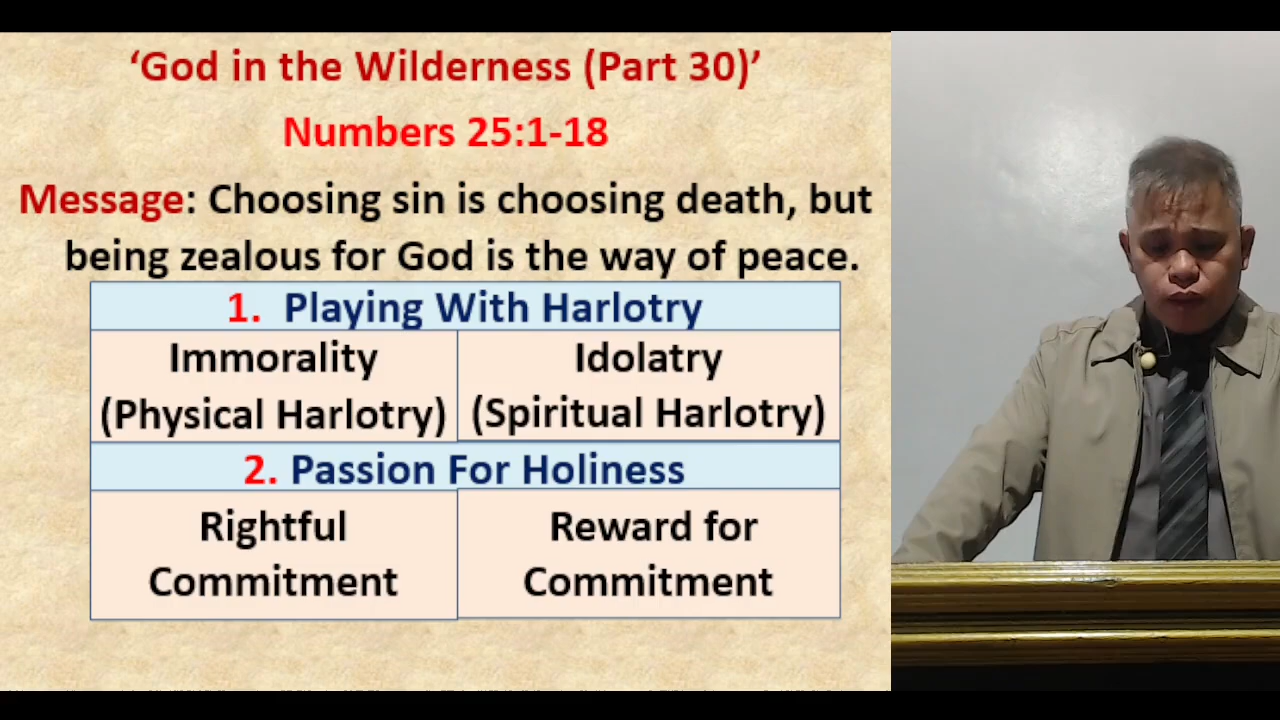 ‘God in the Wilderness (Part 30)’
Numbers 25:1-18
Message: Choosing sin is choosing death, but
being zealous for God is the way of peace.
1. Playing With Harlotry
Immorality
(Physical Harlotry)
Idolatry
(Spiritual Harlotry)
2. Passion For Holiness
Rightful
Commitment
Reward for
Commitment